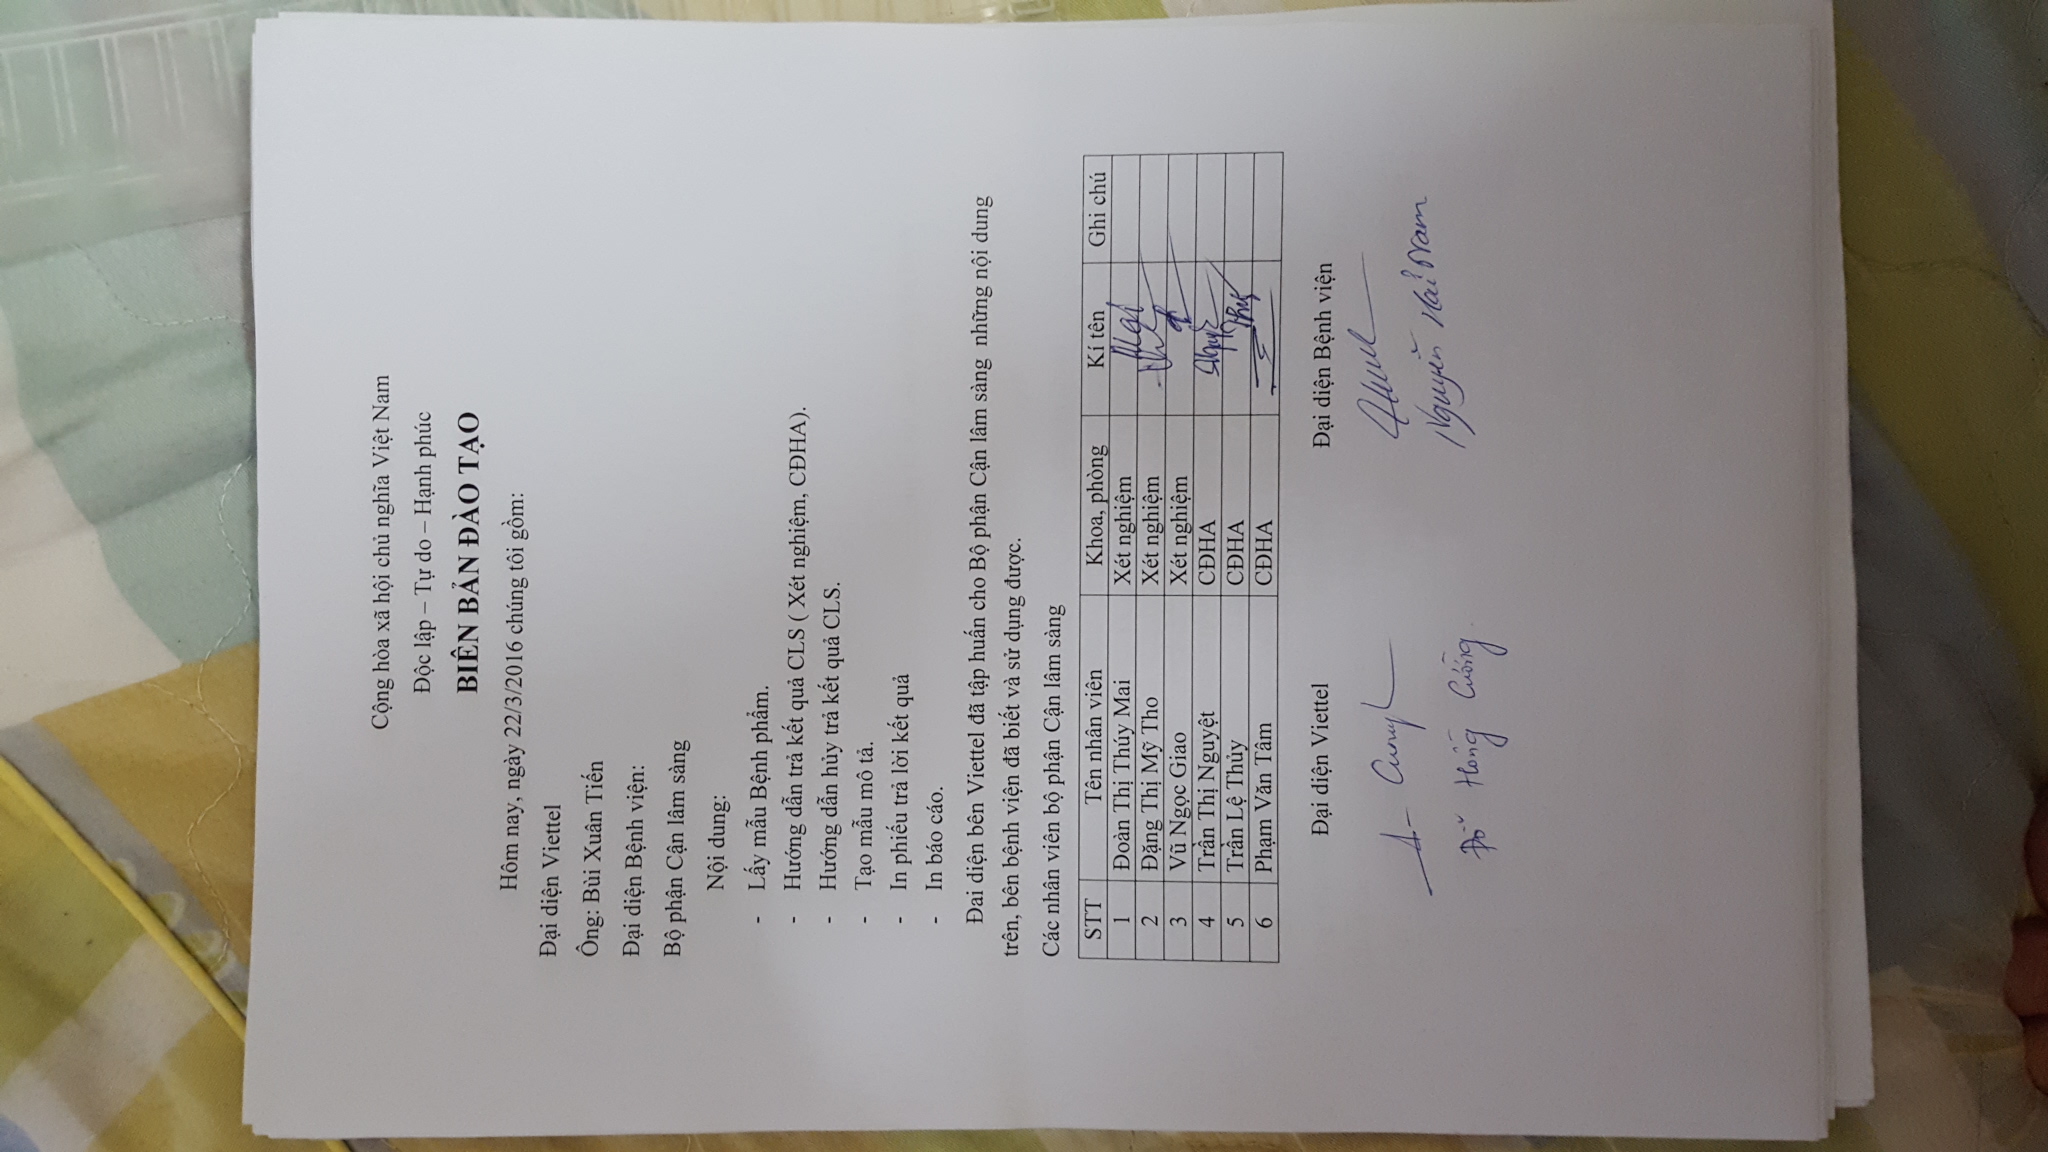 Cộng hòa xã hội chủ nghĩa Việt Nam
Độc lập – Tự do – Hạnh phúc
BIÊN BẢN ĐÀO TẠO
Hôm nay, ngày 22/3/2016 chúng tôi gồm:
Đại diện Viettel
Ông: Bùi Xuân Tiến
Đại diện Bệnh viện:
Bộ phận Cận lâm sàng
Nội dung:
- Lấy mẫu Bệnh phẩm.
- Hướng dẫn trả kết quả CLS ( Xét nghiệm, CĐHA).
- Hướng dẫn hủy trả kết quả CLS.
- Tạo mẫu mô tả.
- In phiếu trả lời kết quả
- In báo cáo.
Đai diện bên Viettel đã tập huấn cho Bộ phận Cận lâm sàng những nội dung
trên, bên bệnh viện đã biết và sử dụng được.
Các nhân viên bộ phận Cận lâm sàng
STT Tên nhân viên Khoa, phòng Kí tên Ghi chú
1 Đoàn Thị Thúy Mai Xét nghiệm Mai
2 Đặng Thị Mỹ Tho Xét nghiệm
3 Vũ Ngọc Giao Xét nghiệm
4 Trần Thị Nguyệt CĐHA
5 Trần Lệ Thủy CĐHA
6 Phạm Văn Tâm CĐHA
Đại diện Viettel Đại diện Bệnh viện
Đỗ Hồng Cường Nguyễn Hải Nam